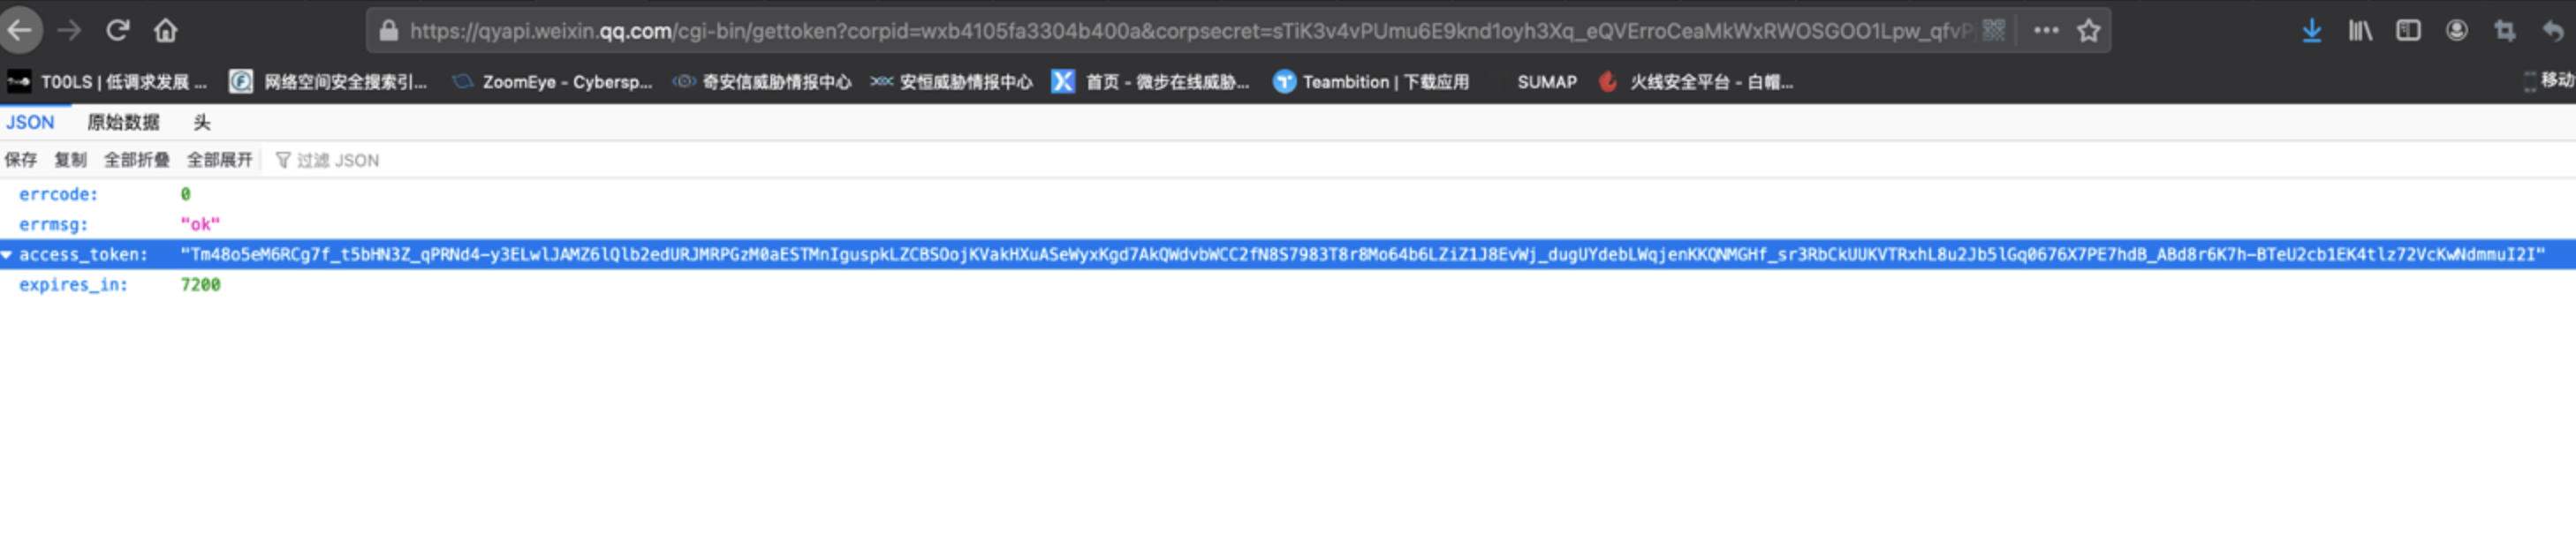 https://qyapi.weixin.qq.com/cgi-bin/gettoken?corpid=wxb4105fa3304b400a&corpsecret=sTiK3v4vPUmu6E9knd1oyh3Xq_eQVErroCeaMkWxRWOSGOO1Lpw_qfvP
T00LS | 低调求发展 ... 网络空间安全搜索引... ZoomEye - Cybersp... 奇安信威胁情报中心 安恒威胁情报中心 首页 - 微步在线威胁... Teambition | 下载应用 SUMAP 火线安全平台 - 白帽... 移动
JSON 原始数据 头
保存 复制 全部折叠 全部展开 过滤 JSON
errcode: 0
errmsg: "ok"
access_token: "Tm48o5eM6RCg7f_t5bHN3Z_qPRNd4-y3ELwlJAMZ6lQlb2edURJMRPGzM0aESTMnIguspkLZCBSOojKVakHXuASeWyxKgd7AkQWdvbWCC2fN8S7983T8r8Mo64b6LZiZ1J8EvWj_dugUYdebLWqjenKKQNMGHf_sr3RbCkUUKVTRxhL8u2Jb5lGq0676X7PE7hdB_ABd8r6K7h-BTeU2cb1EK4tlz72VcKwNdmmuI2I"
expires_in: 7200